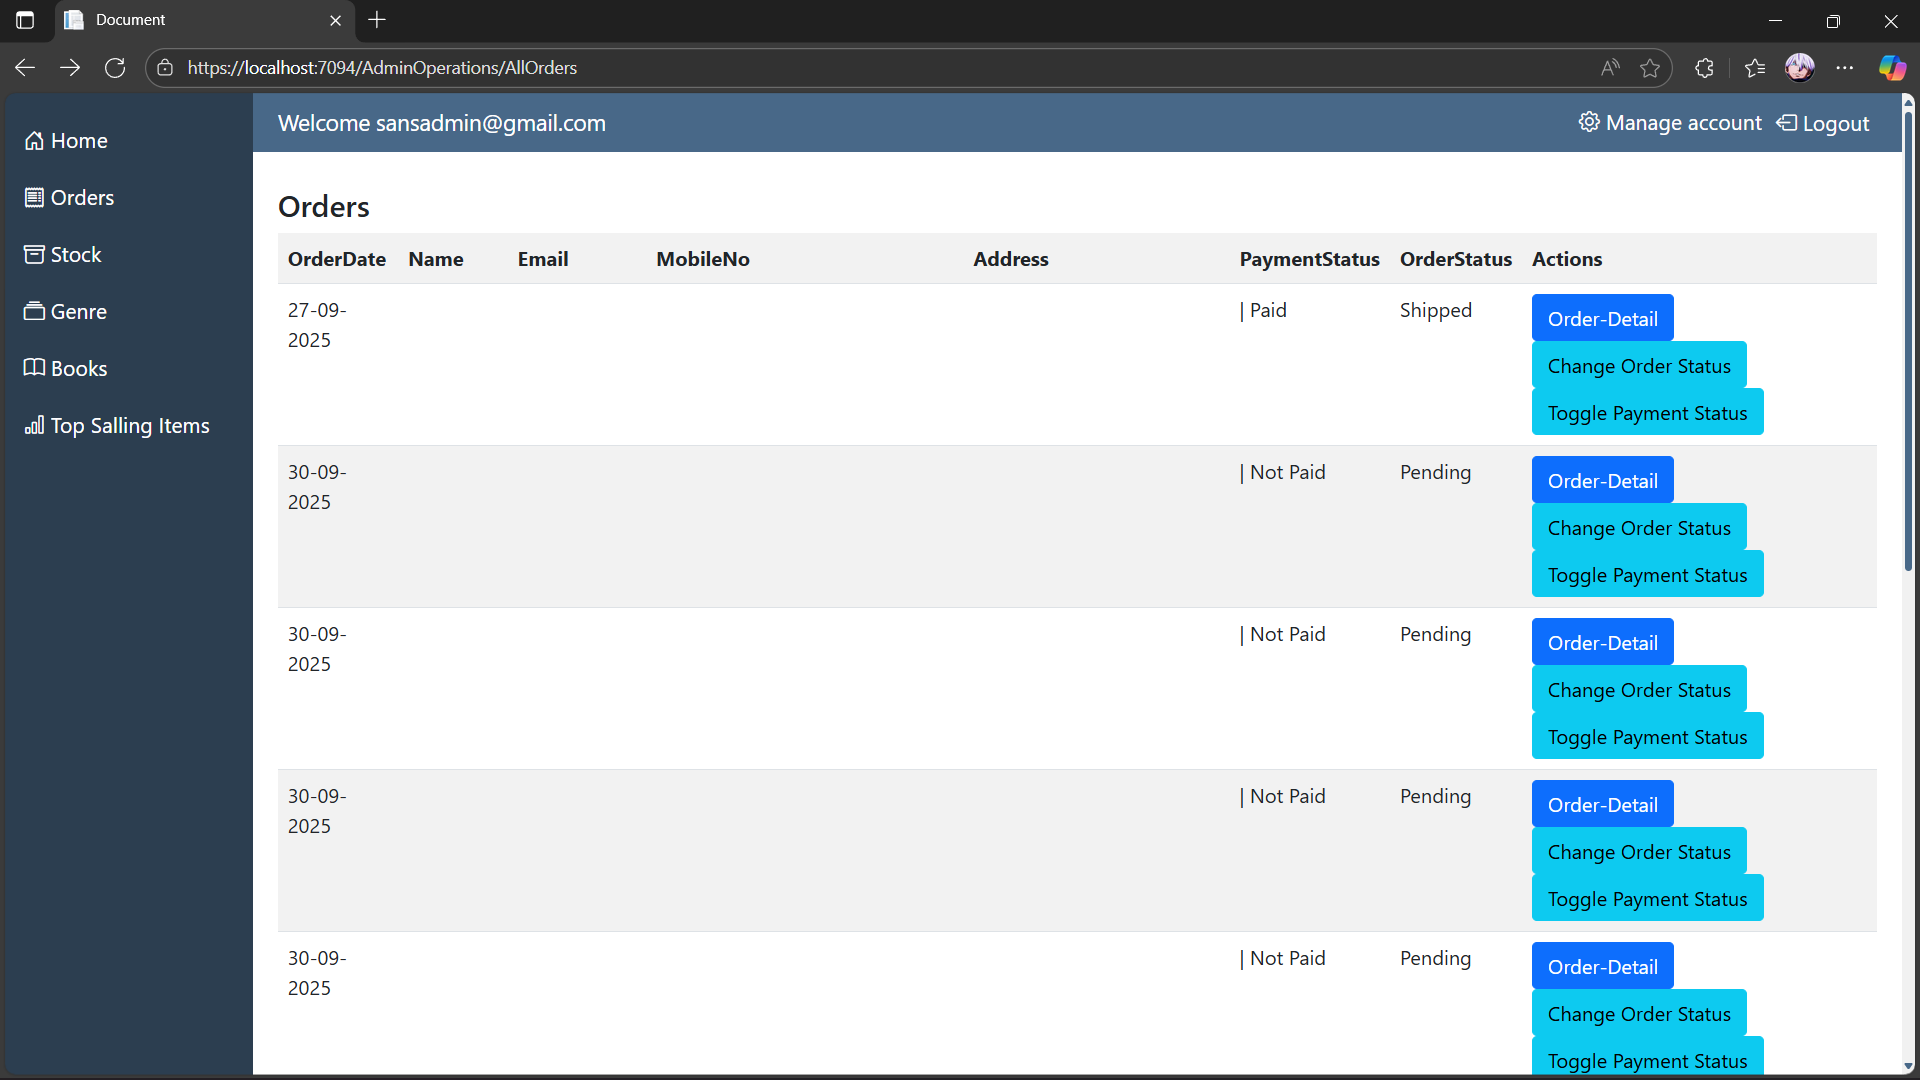 Document
https://localhost:7094/AdminOperations/AllOrders
Home
Orders
Stock
Genre
Books
Top Salling Items
Welcome sansadmin@gmail.com
Manage account
Logout
Orders
OrderDate Name Email MobileNo Address PaymentStatus OrderStatus Actions
27-09-
2025
| Paid
Shipped
Order-Detail
Change Order Status
Toggle Payment Status
30-09-
2025
| Not Paid
Pending
Order-Detail
Change Order Status
Toggle Payment Status
30-09-
2025
| Not Paid
Pending
Order-Detail
Change Order Status
Toggle Payment Status
30-09-
2025
| Not Paid
Pending
Order-Detail
Change Order Status
Toggle Payment Status
30-09-
2025
| Not Paid
Pending
Order-Detail
Change Order Status
Toggle Payment Status